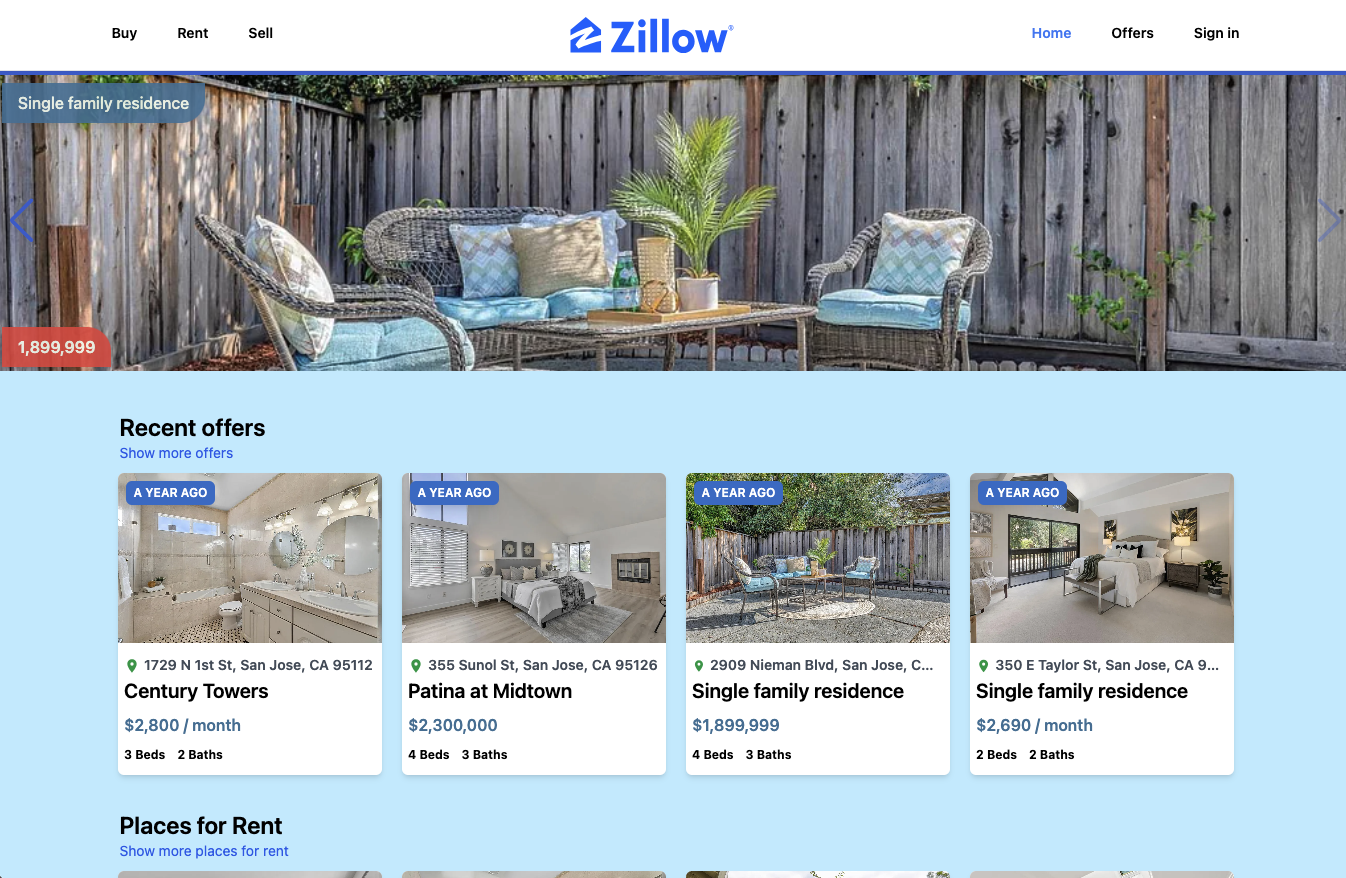 Buy Rent Sell Zillow® Home Offers Sign in
Single family residence
1,899,999
Recent offers
Show more offers
A YEAR AGO A YEAR AGO A YEAR AGO A YEAR AGO
1729 N 1st St, San Jose, CA 95112 355 Sunol St, San Jose, CA 95126 2909 Nieman Blvd, San Jose, C... 350 E Taylor St, San Jose, CA 9...
Century Towers Patina at Midtown Single family residence Single family residence
$2,800 / month $2,300,000 $1,899,999 $2,690 / month
3 Beds 2 Baths 4 Beds 3 Baths 4 Beds 3 Baths 2 Beds 2 Baths
Places for Rent
Show more places for rent